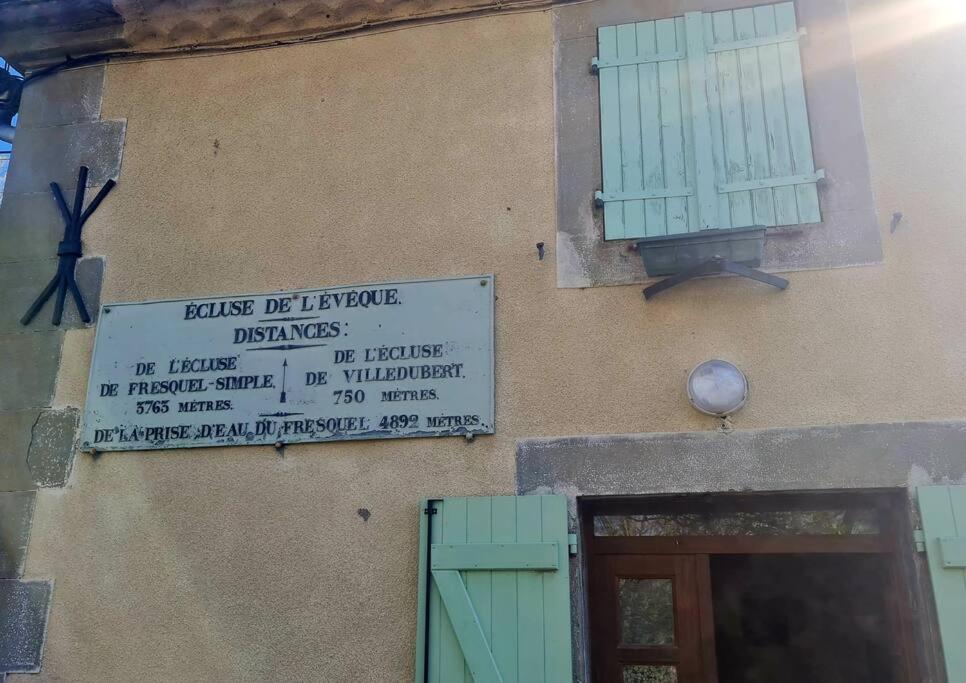 ÉCLUSE DE L'ÉVÊQUE.
DISTANCES:
DE L'ÉCLUSE
DE FRESQUEL-SIMPLE,
3763 MÈTRES.
DE L'ÉCLUSE
DE VILLEDUBERT.
750 MÈTRES.
DE LA PRISE D'EAU DU FRESQUEL 4892 MÈTRES